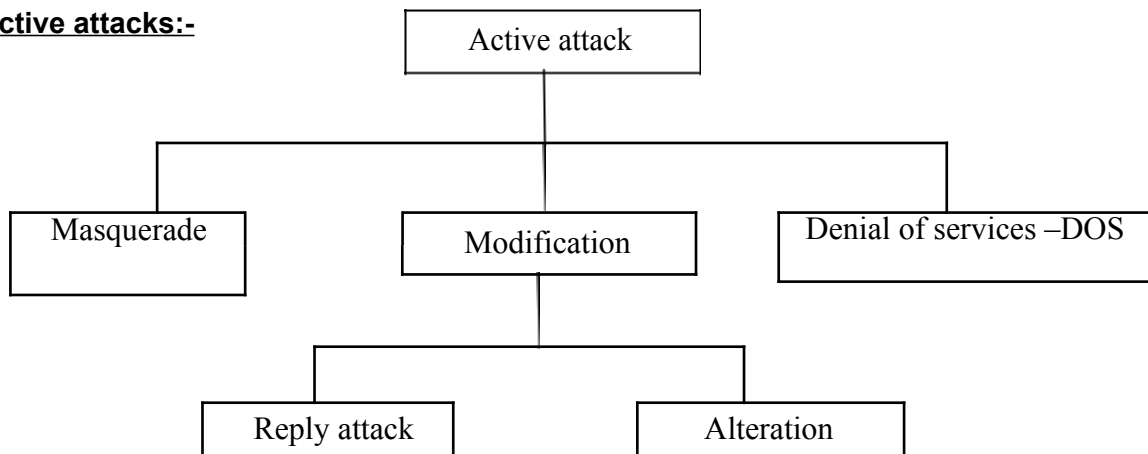 ctive attacks:-
Active attack
Masquerade
Modification
Denial of services –DOS
Reply attack
Alteration